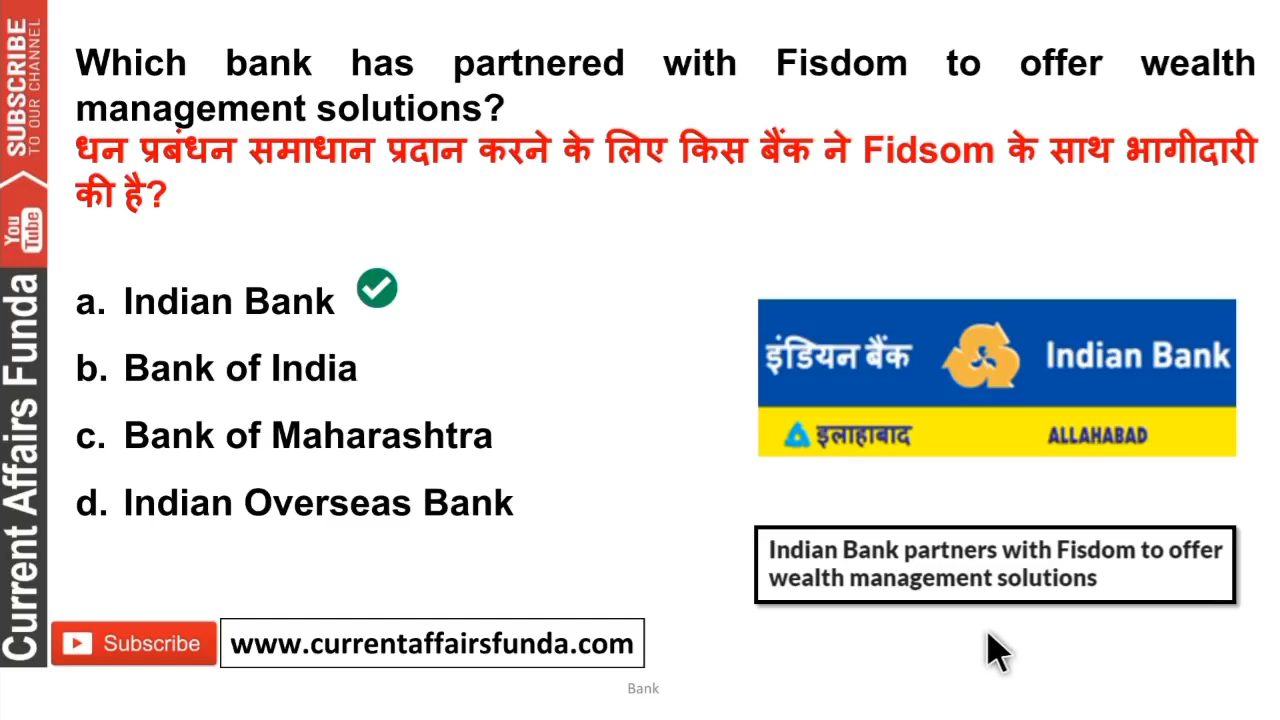 SUBSCRIBE
TO OUR CHANNEL
You
Tube
Current Affairs Funda
Which bank has partnered with Fisdom to offer wealth
management solutions?
धन प्रबंधन समाधान प्रदान करने के लिए किस बैंक ने Fidsom के साथ भागीदारी
की है?
a. Indian Bank
b. Bank of India
c. Bank of Maharashtra
d. Indian Overseas Bank
इंडियन बैंक Indian Bank
इलाहाबाद ALLAHABAD
Indian Bank partners with Fisdom to offer
wealth management solutions
Subscribe
www.currentaffairsfunda.com
Bank